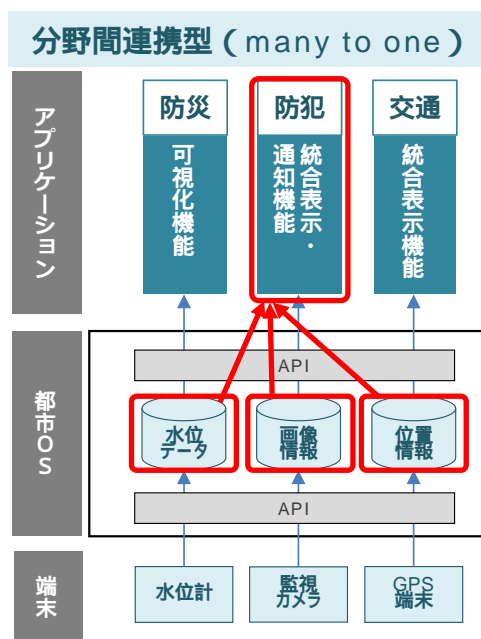 分野間連携型（many to one）
アプリケーション
防災
防犯
交通
可視化機能
統合表示・
通知機能
統合表示機能
都市OS
API
水位
データ
画像
情報
位置
情報
API
端末
水位計
監視
カメラ
GPS
端末